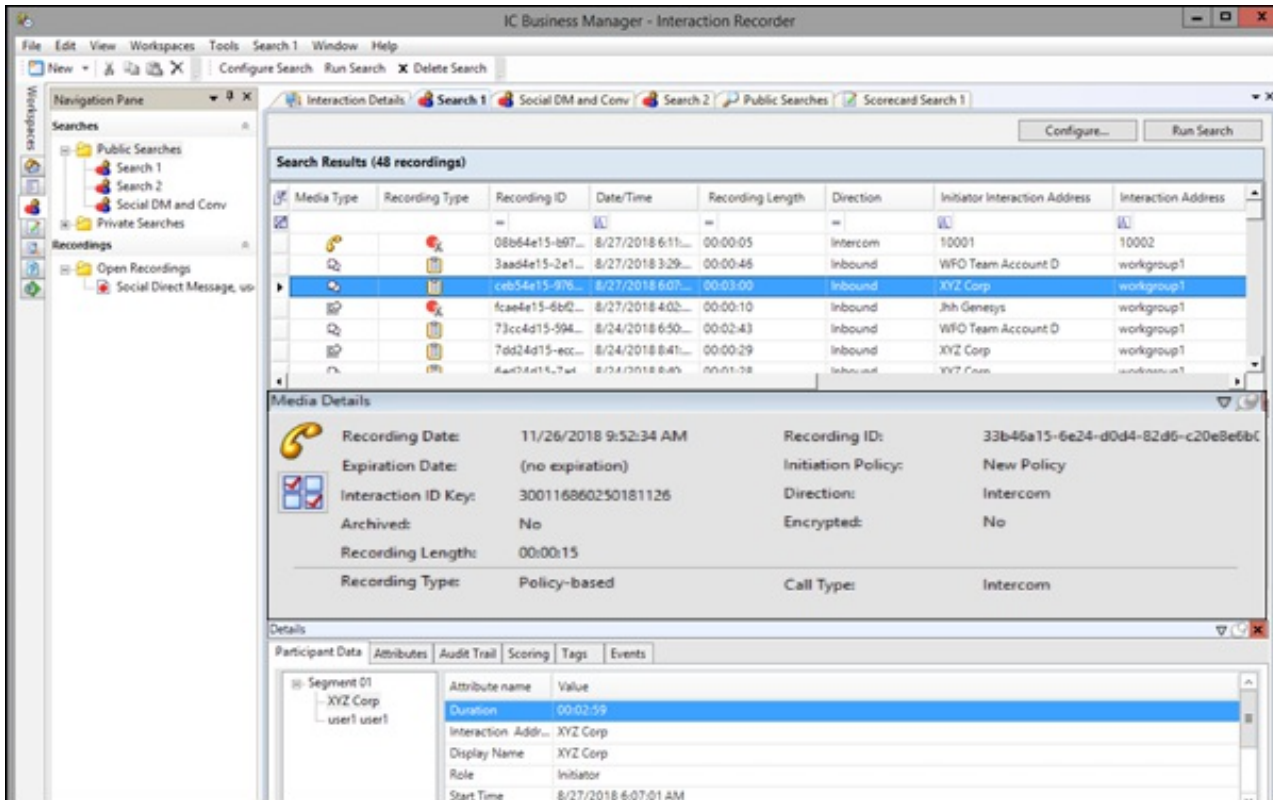 IC Business Manager - Interaction Recorder
File Edit View Workspaces Tools Search 1 Window Help
New Configure Search Run Search Delete Search
Workspaces
Navigation Pane
Interaction Details Search 1 Social DM and Conv Search 2 Public Searches Scorecard Search 1
Searches
Configure... Run Search
Public Searches
Search 1
Search 2
Social DM and Conv
Private Searches
Recordings
Open Recordings
Social Direct Message, us
Search Results (48 recordings)
Media Type Recording Type Recording ID Date/Time Recording Length Direction Initiator Interaction Address Interaction Address
= = =
08b64e15-b97... 8/27/2018 6:11:... 00:00:05 Intercom 10001 10002
3aad4e15-2e1... 8/27/2018 3:29:... 00:00:46 Inbound WFO Team Account D workgroup1
ceb54e15-976... 8/27/2018 6:07:... 00:03:00 Inbound XYZ Corp workgroup1
fcae4e15-6bf2... 8/27/2018 4:02:... 00:00:10 Inbound Jhh Genesys workgroup1
73cc4d15-594... 8/24/2018 6:50:... 00:02:43 Inbound WFO Team Account D workgroup1
7dd24d15-ecc... 8/24/2018 8:41:... 00:00:29 Inbound XYZ Corp workgroup1
00:01:28 Inbound XYZ Corp workgroup1
Media Details
Recording Date: 11/26/2018 9:52:34 AM Recording ID: 33b46a15-6e24-d0d4-82d6-c20e8e6b0
Expiration Date: (no expiration) Initiation Policy: New Policy
Interaction ID Key: 300116860250181126 Direction: Intercom
Archived: No Encrypted: No
Recording Length: 00:00:15
Recording Type: Policy-based Call Type: Intercom
Details
Participant Data Attributes Audit Trail Scoring Tags Events
Segment 01
XYZ Corp
user1 user1
Attribute name Value
Duration 00:02:59
Interaction Addr... XYZ Corp
Display Name XYZ Corp
Role Initiator
Start Time 8/27/2018 6:07:01 AM